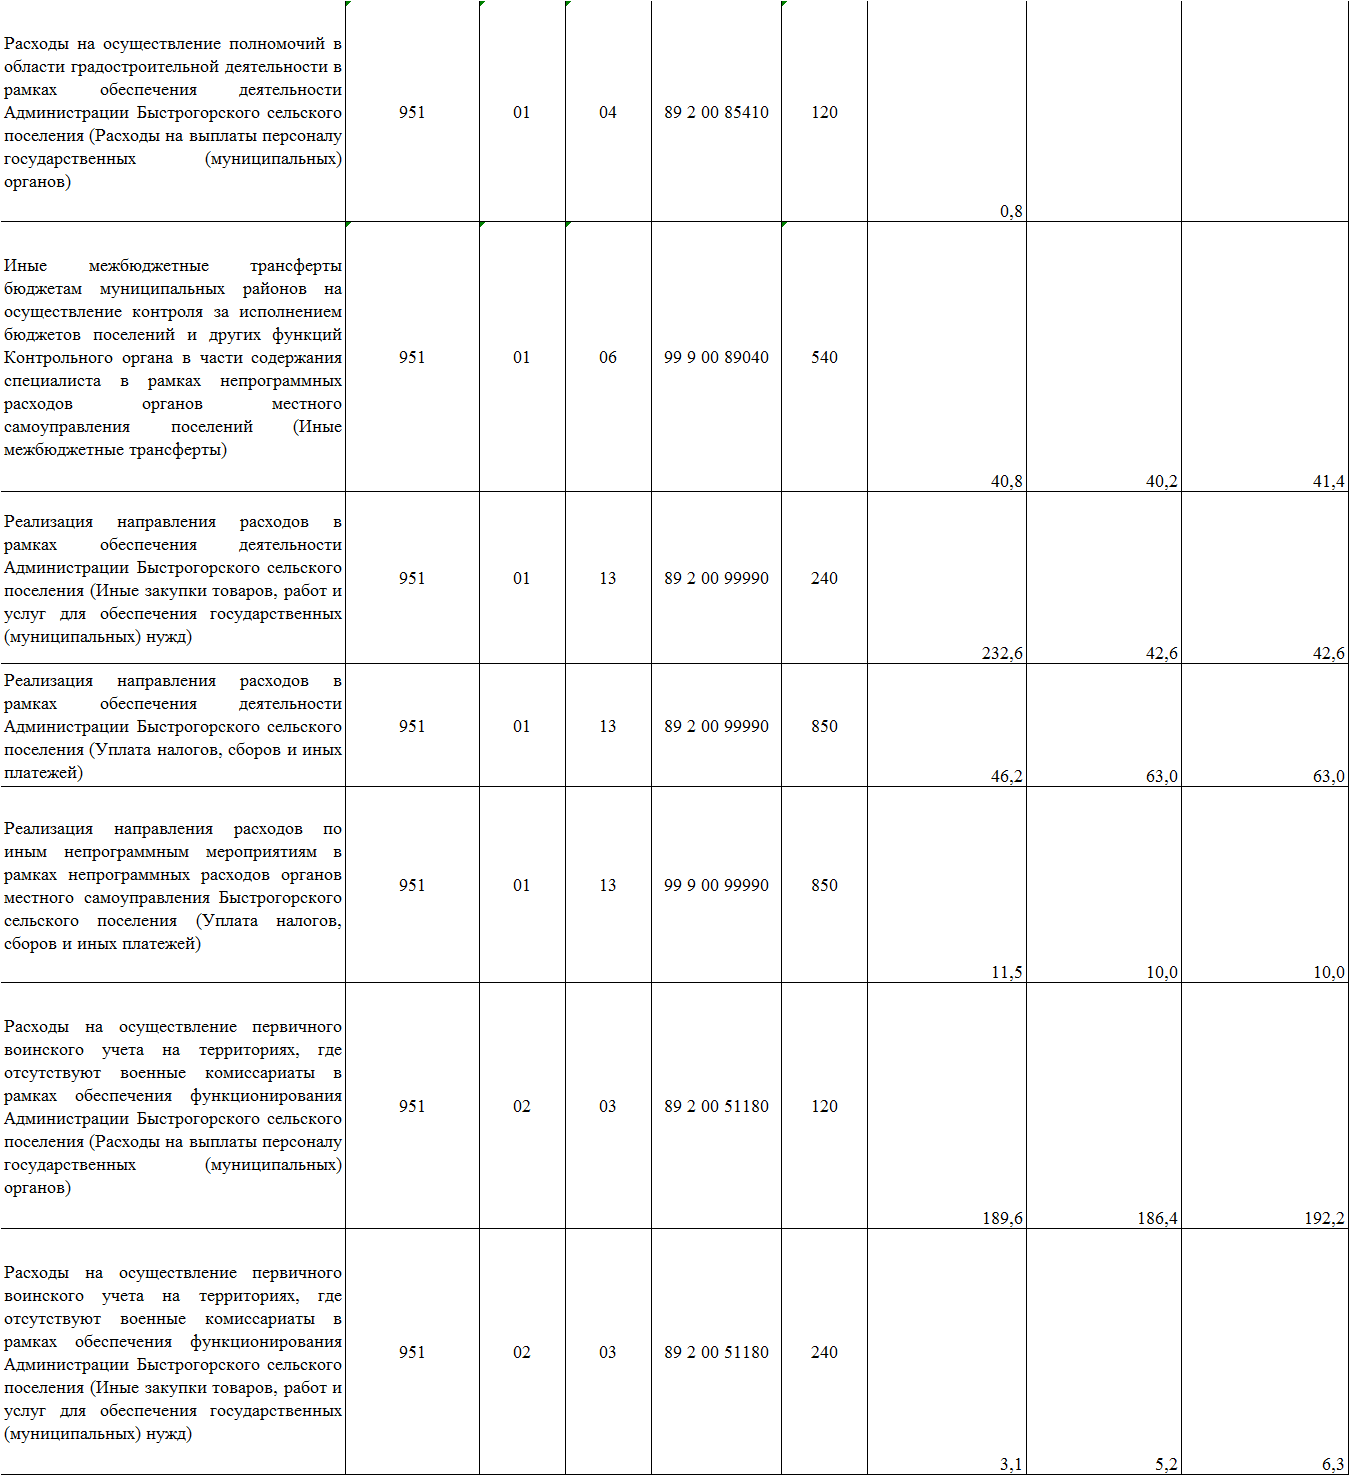 Расходы на осуществление полномочий в
области градостроительной деятельности в
рамках обеспечения деятельности
Администрации Быстрогорского сельского
поселения (Расходы на выплаты персоналу
государственных (муниципальных)
органов)
951 01 04 89 2 00 85410 120
0,8
Иные межбюджетные трансферты
бюджетам муниципальных районов на
осуществление контроля за исполнением
бюджетов поселений и других функций
Контрольного органа в части содержания
специалиста в рамках непрограммных
расходов органов местного
самоуправления поселений (Иные
межбюджетные трансферты)
951 01 06 99 9 00 89040 540
40,8 40,2 41,4
Реализация направления расходов в
рамках обеспечения деятельности
Администрации Быстрогорского сельского
поселения (Иные закупки товаров, работ и
услуг для обеспечения государственных
(муниципальных) нужд)
951 01 13 89 2 00 99990 240
232,6 42,6 42,6
Реализация направления расходов в
рамках обеспечения деятельности
Администрации Быстрогорского сельского
поселения (Уплата налогов, сборов и иных
платежей)
951 01 13 89 2 00 99990 850
46,2 63,0 63,0
Реализация направления расходов по
иным непрограммным мероприятиям в
рамках непрограммных расходов органов
местного самоуправления Быстрогорского
сельского поселения (Уплата налогов,
сборов и иных платежей)
951 01 13 99 9 00 99990 850
11,5 10,0 10,0
Расходы на осуществление первичного
воинского учета на территориях, где
отсутствуют военные комиссариаты в
рамках обеспечения функционирования
Администрации Быстрогорского сельского
поселения (Расходы на выплаты персоналу
государственных (муниципальных)
органов)
951 02 03 89 2 00 51180 120
189,6 186,4 192,2
Расходы на осуществление первичного
воинского учета на территориях, где
отсутствуют военные комиссариаты в
рамках обеспечения функционирования
Администрации Быстрогорского сельского
поселения (Иные закупки товаров, работ и
услуг для обеспечения государственных
(муниципальных) нужд)
951 02 03 89 2 00 51180 240
3,1 5,2 6,3